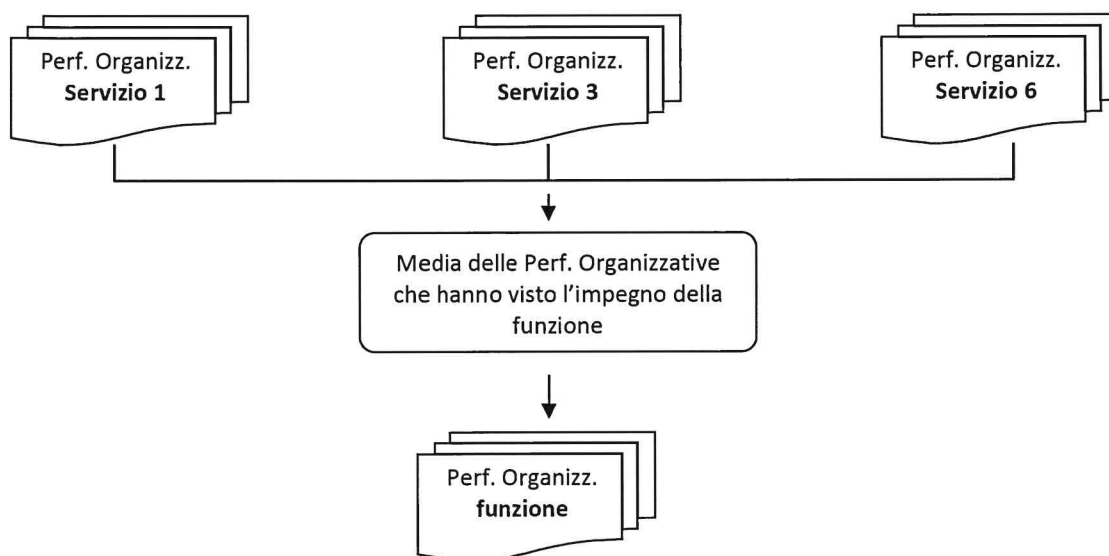 Perf. Organizz.
Servizio 1
Perf. Organizz.
Servizio 3
Perf. Organizz.
Servizio 6
Media delle Perf. Organizzative
che hanno visto l’impegno della
funzione
Perf. Organizz.
funzione